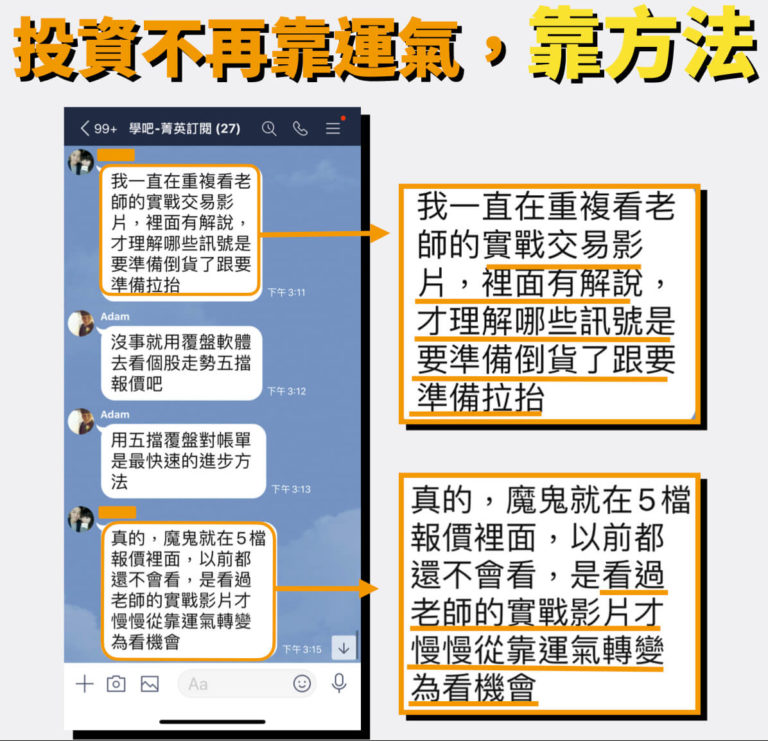 投資不再靠運氣，靠方法
99+ 學吧-菁英訂閱 (27)
我一直在重複看老
師的實戰交易影
片，裡面有解說，
才理解哪些訊號是
要準備倒貨了跟要
準備拉抬
下午 3:11
Adam
沒事就用覆盤軟體
去看個股走勢五擋
報價吧
下午 3:12
Adam
用五擋覆盤對帳單
是最快速的進步方
法
下午 3:13
真的，魔鬼就在5檔
報價裡面，以前都
還不會看，是看過
老師的實戰影片才
慢慢從靠運氣轉變
為看機會
下午 3:15
Aa
我一直在重複看老
師的實戰交易影
片，裡面有解說，
才理解哪些訊號是
要準備倒貨了跟要
準備拉抬
真的，魔鬼就在5檔
報價裡面，以前都
還不會看，是看過
老師的實戰影片才
慢慢從靠運氣轉變
為看機會